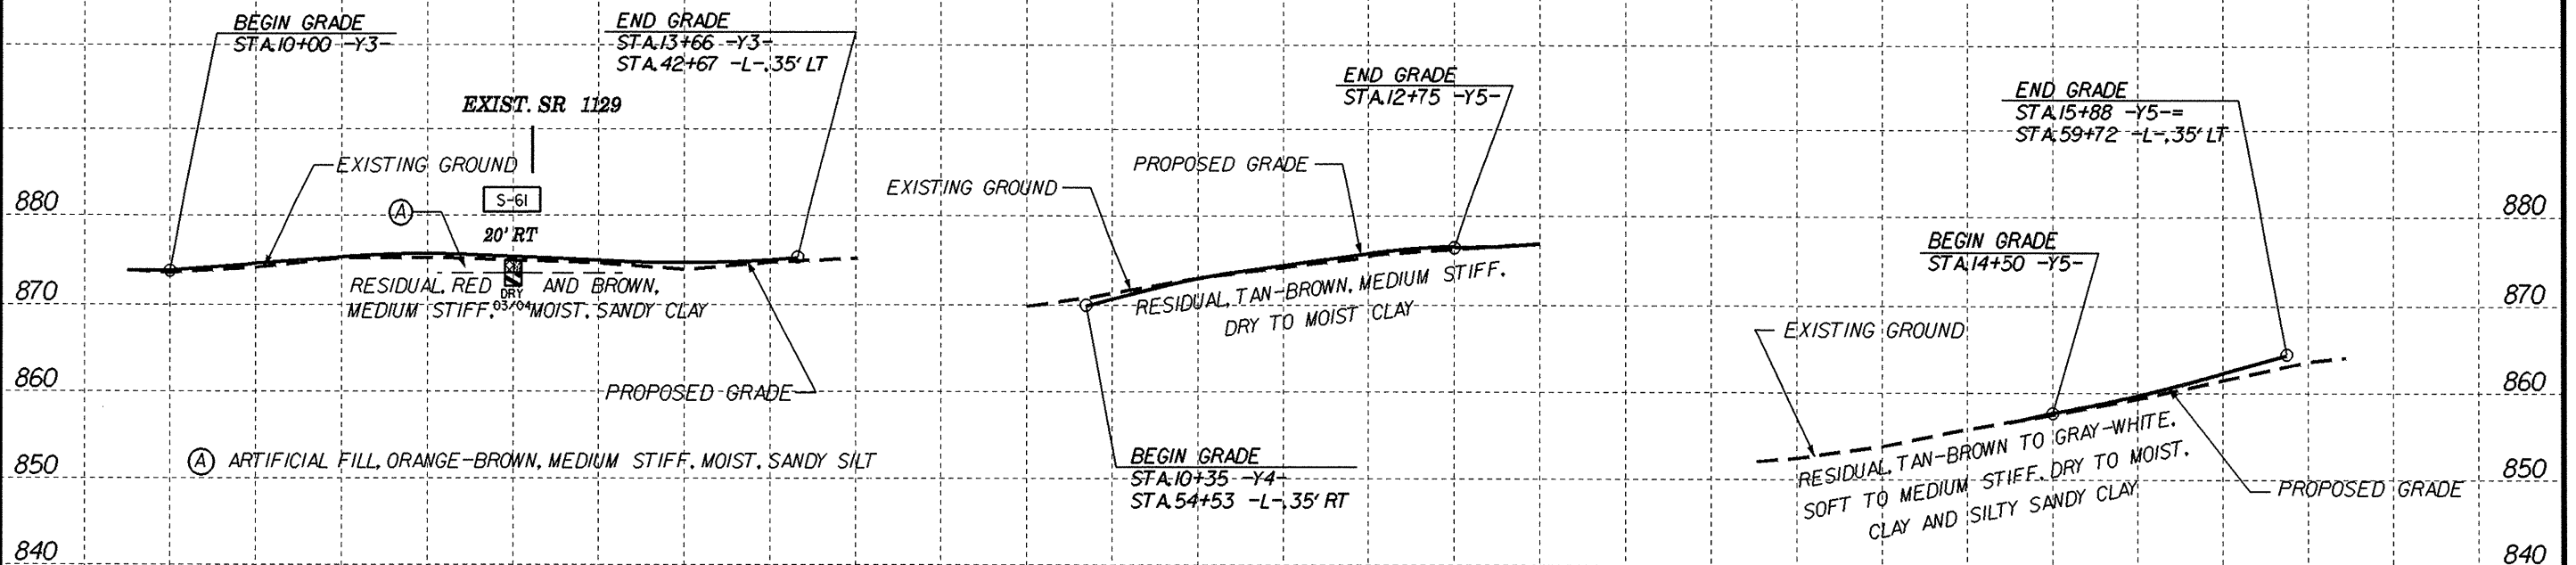 BEGIN GRADE
STA.10+00 -Y3-
END GRADE
STA.13+66 -Y3-
STA.42+67 -L-,35' LT
EXIST. SR 1129
EXISTING GROUND
A
S-61
20' RT
DRY
03/04
RESIDUAL, RED AND BROWN,
MEDIUM STIFF, MOIST, SANDY CLAY
PROPOSED GRADE
A ARTIFICIAL FILL, ORANGE-BROWN, MEDIUM STIFF, MOIST, SANDY SILT
END GRADE
STA.12+75 -Y5-
PROPOSED GRADE
EXISTING GROUND
RESIDUAL, TAN-BROWN, MEDIUM STIFF,
DRY TO MOIST CLAY
BEGIN GRADE
STA.10+35 -Y4-
STA.54+53 -L-,35' RT
END GRADE
STA.15+88 -Y5-=
STA.59+72 -L-,35' LT
BEGIN GRADE
STA.14+50 -Y5-
EXISTING GROUND
RESIDUAL, TAN-BROWN TO GRAY-WHITE,
SOFT TO MEDIUM STIFF, DRY TO MOIST,
CLAY AND SILTY SANDY CLAY
PROPOSED GRADE
880
870
860
850
840
880
870
860
850
840